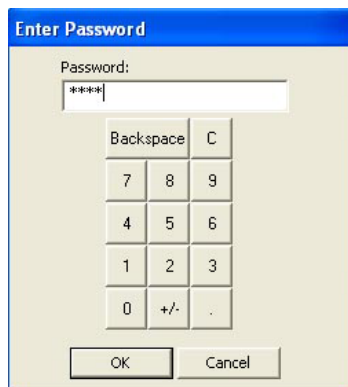 Enter Password
Password:
****
Backspace C
7 8 9
4 5 6
1 2 3
0 +/- .
OK Cancel